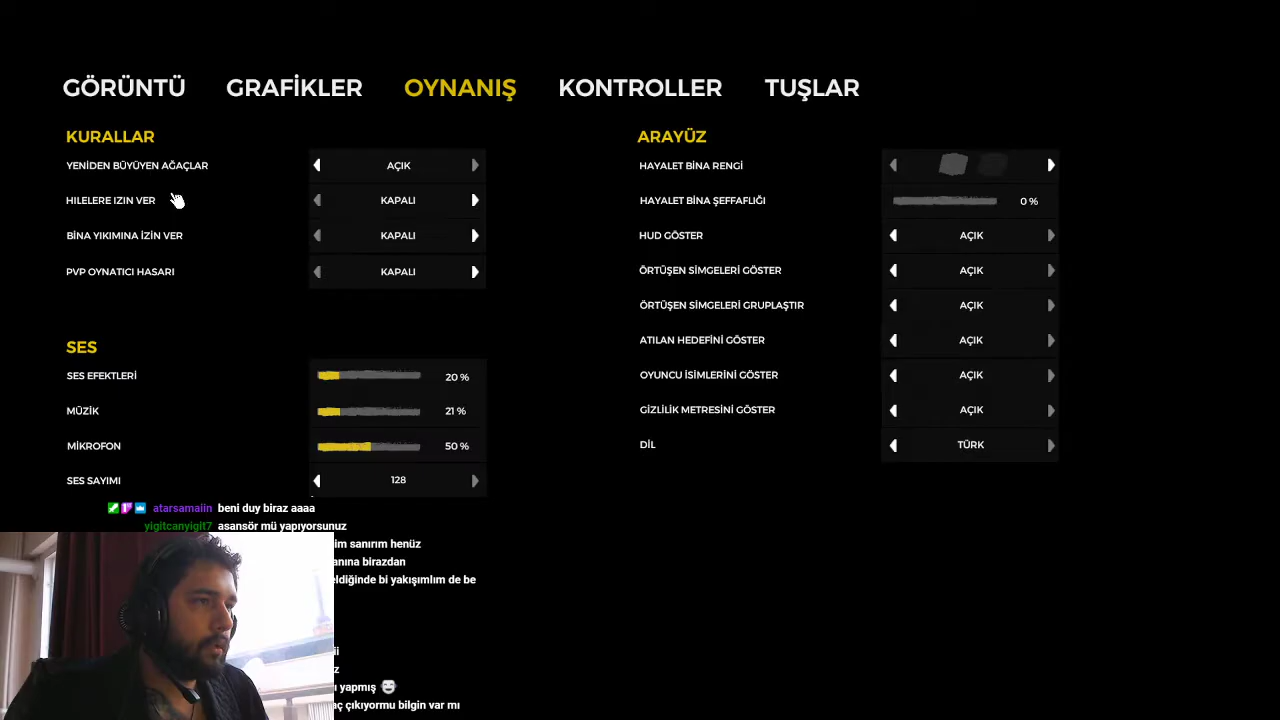 GÖRÜNTÜ GRAFİKLER OYNANIŞ KONTROLLER TUŞLAR
KURALLAR
YENİDEN BÜYÜYEN AĞAÇLAR AÇIK
HILELERE IZIN VER KAPALI
BİNA YIKIMINA İZİN VER KAPALI
PVP OYNATICI HASARI KAPALI
SES
SES EFEKTLERİ 20 %
MÜZİK 21 %
MİKROFON 50 %
SES SAYIMI 128
ARAYÜZ
HAYALET BİNA RENGİ
HAYALET BİNA ŞEFFAFLIĞI 0 %
HUD GÖSTER AÇIK
ÖRTÜŞEN SİMGELERİ GÖSTER AÇIK
ÖRTÜŞEN SİMGELERİ GRUPLAŞTIR AÇIK
ATILAN HEDEFİNİ GÖSTER AÇIK
OYUNCU İSİMLERİNİ GÖSTER AÇIK
GİZLİLİK METRESİNİ GÖSTER AÇIK
DİL TÜRK
atarsamaiin beni duy biraz aaaa
yigitcanyigit7 asansör mü yapıyorsunuz
im sanırım henüz
anına birazdan
eldiğinde bi yakışımlım de be
yapmış
aç çıkıyormu bilgin var mı